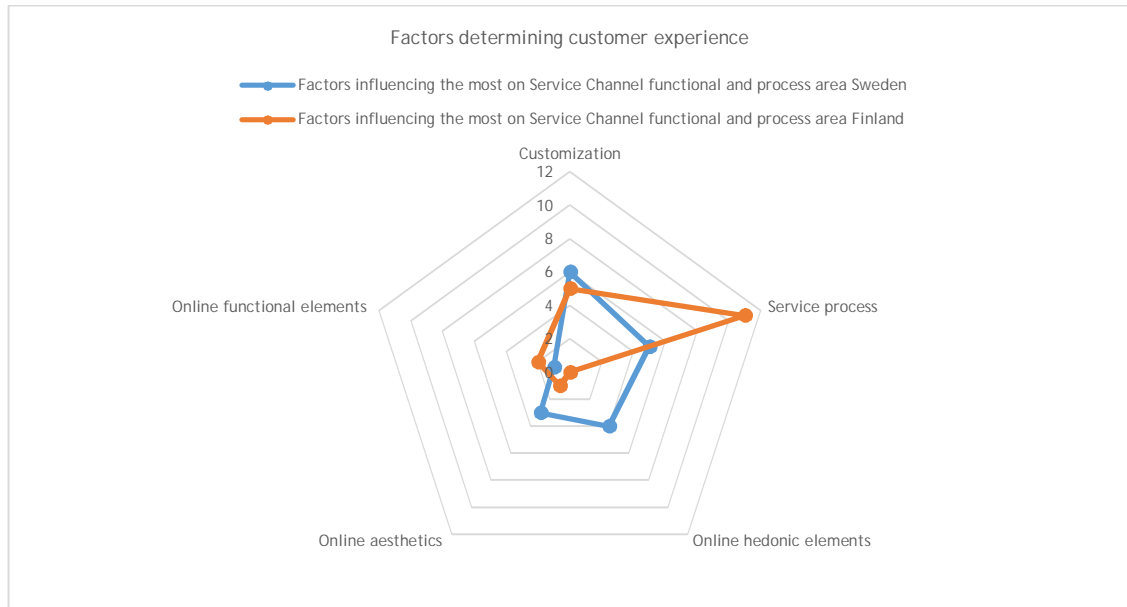 Factors determining customer experience
Factors influencing the most on Service Channel functional and process area Sweden
Factors influencing the most on Service Channel functional and process area Finland
Customization
12
10
8
6
4
2
0
Online functional elements
Service process
Online aesthetics
Online hedonic elements